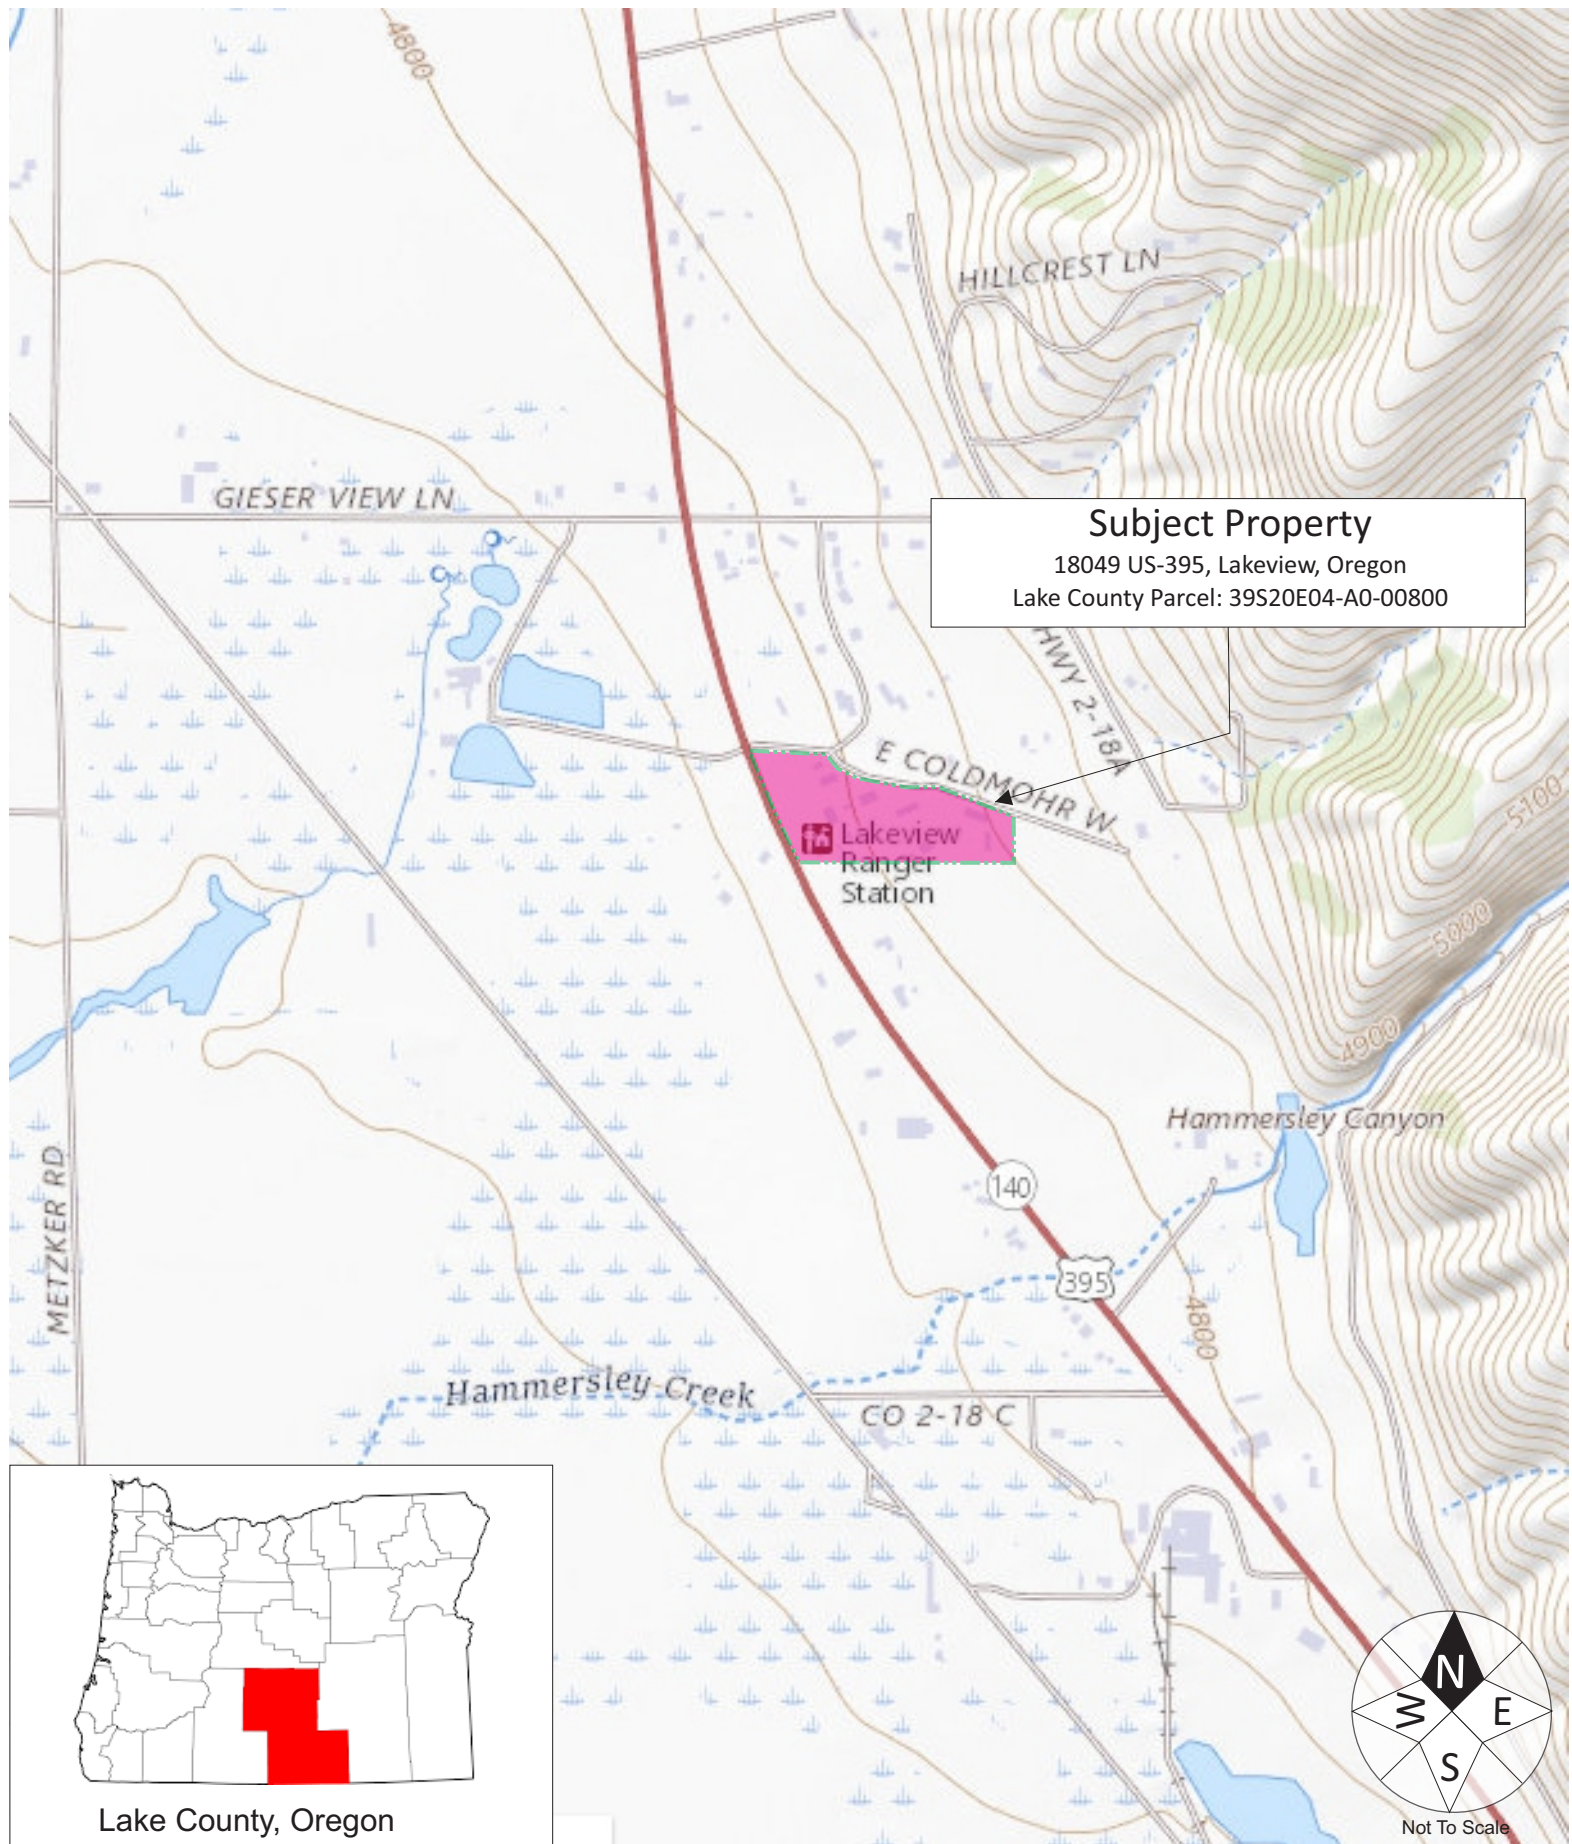 4800
HILLCREST LN
GIESER VIEW LN
Subject Property
18049 US-395, Lakeview, Oregon
Lake County Parcel: 39S20E04-A0-00800
HWY 2-18A
E COLDMOHR W
5100
Lakeview
Ranger
Station
5000
4900
Hammersley Canyon
METZKER RD
140
395
4800
Hammersley Creek
CO 2-18 C
N
W
E
S
Not To Scale
Lake County, Oregon